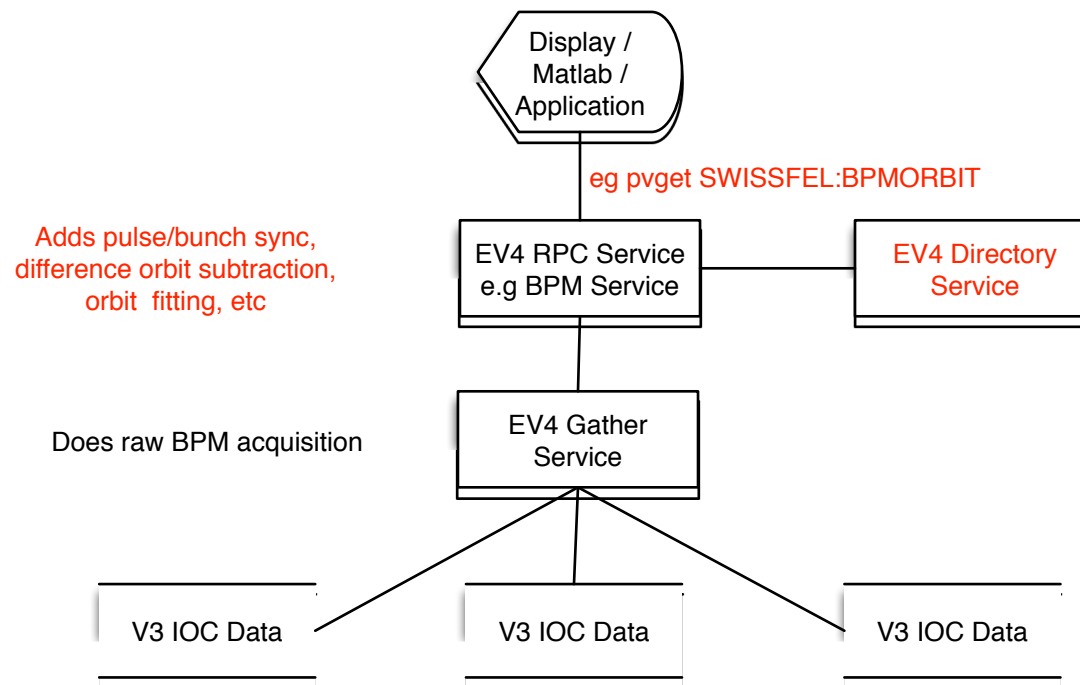 Display /
Matlab /
Application
eg pvget SWISSFEL:BPMORBIT
Adds pulse/bunch sync,
difference orbit subtraction,
orbit fitting, etc
EV4 RPC Service
e.g BPM Service
EV4 Directory
Service
Does raw BPM acquisition
EV4 Gather
Service
V3 IOC Data
V3 IOC Data
V3 IOC Data